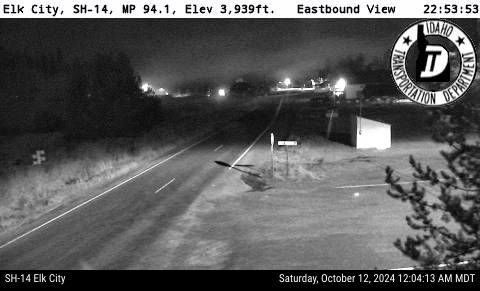 Elk City, SH-14, MP 94.1, Elev 3,939ft. Eastbound View 22:53:53
IDAHO
TRANSPORTATION DEPARTMENT
SH-14 Elk City Saturday, October 12, 2024 12:04:13 AM MDT